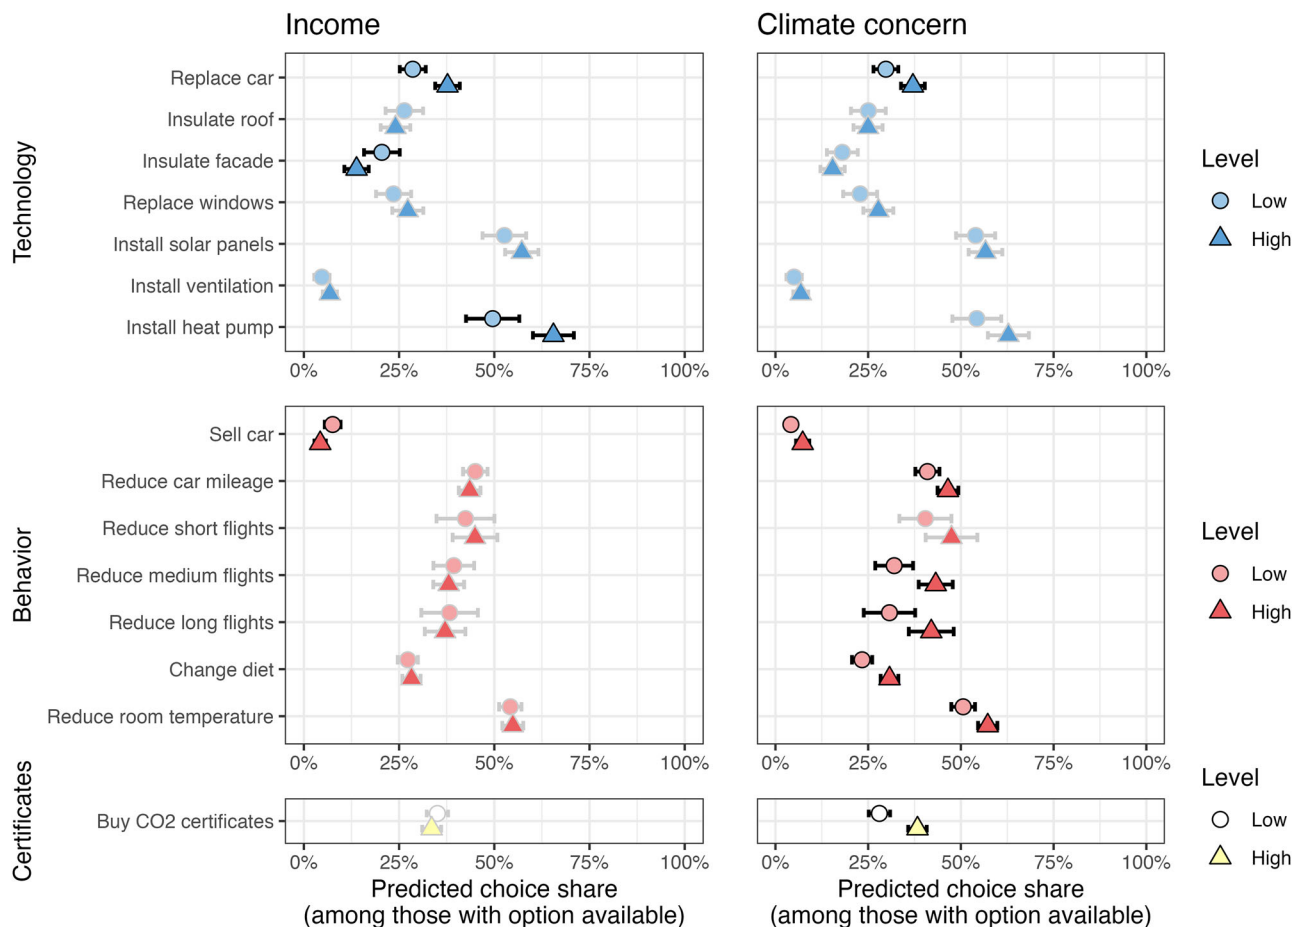 Income
Climate concern
Technology
Replace car
Insulate roof
Insulate facade
Replace windows
Install solar panels
Install ventilation
Install heat pump
0% 25% 50% 75% 100%
0% 25% 50% 75% 100%
Level
Low
High
Behavior
Sell car
Reduce car mileage
Reduce short flights
Reduce medium flights
Reduce long flights
Change diet
Reduce room temperature
0% 25% 50% 75% 100%
0% 25% 50% 75% 100%
Level
Low
High
Certificates
Buy CO2 certificates
0% 25% 50% 75% 100%
0% 25% 50% 75% 100%
Level
Low
High
Predicted choice share
(among those with option available)
Predicted choice share
(among those with option available)